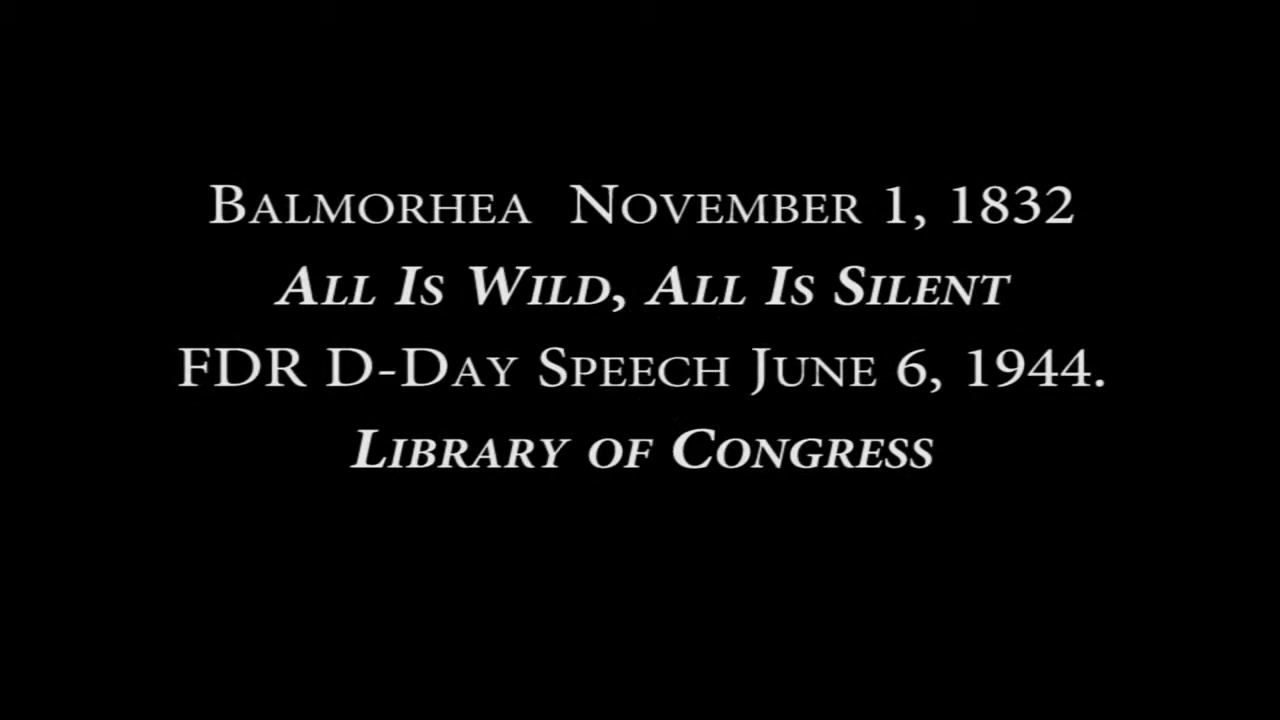 Balmorhea November 1, 1832
All Is Wild, All Is Silent
FDR D-Day Speech June 6, 1944.
Library of Congress